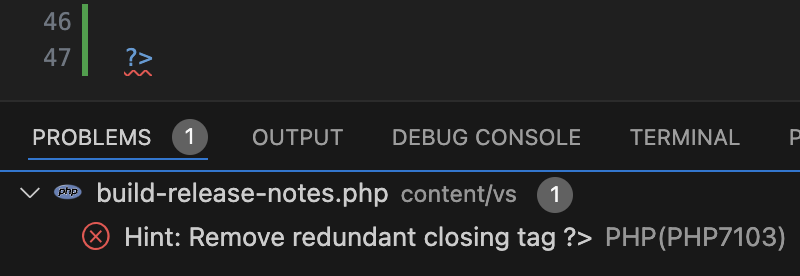 46
47 ?>
PROBLEMS 1 OUTPUT DEBUG CONSOLE TERMINAL P
php build-release-notes.php content/vs 1
Hint: Remove redundant closing tag ?> PHP(PHP7103)